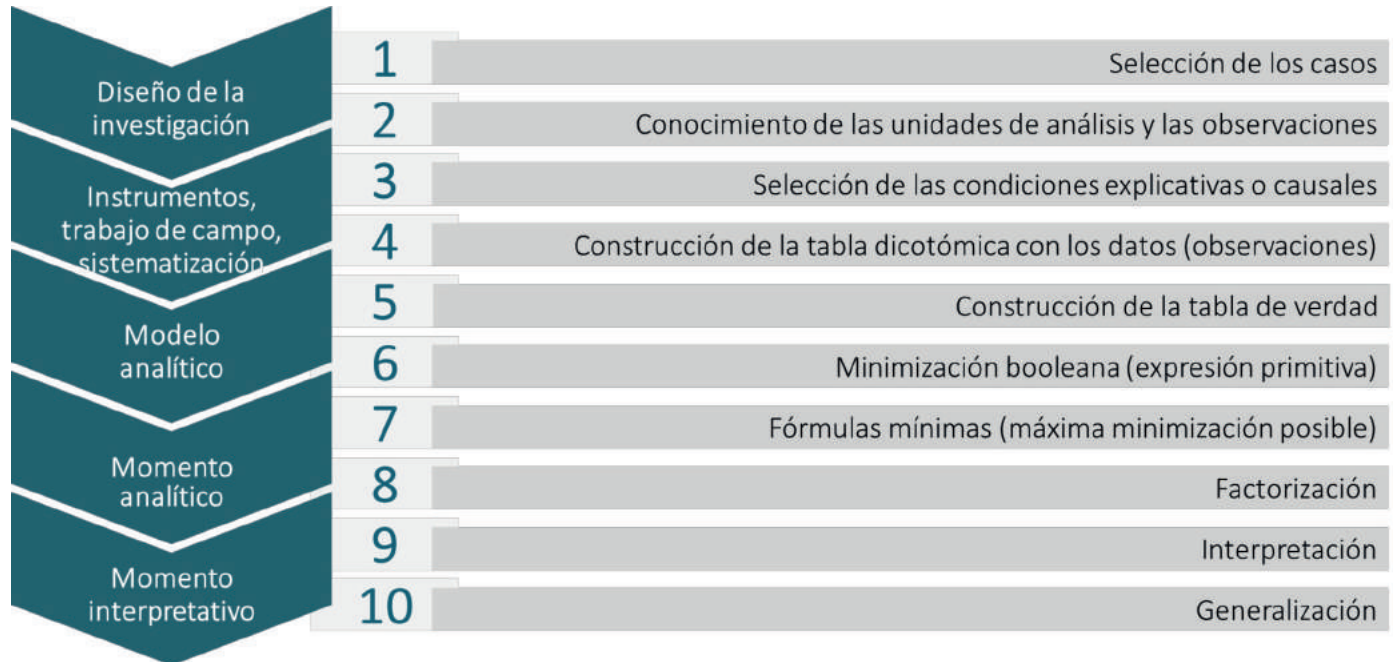 Diseño de la
investigación
Instrumentos,
trabajo de campo,
sistematización
Modelo
analítico
Momento
analítico
Momento
interpretativo
1 Selección de los casos
2 Conocimiento de las unidades de análisis y las observaciones
3 Selección de las condiciones explicativas o causales
4 Construcción de la tabla dicotómica con los datos (observaciones)
5 Construcción de la tabla de verdad
6 Minimización booleana (expresión primitiva)
7 Fórmulas mínimas (máxima minimización posible)
8 Factorización
9 Interpretación
10 Generalización